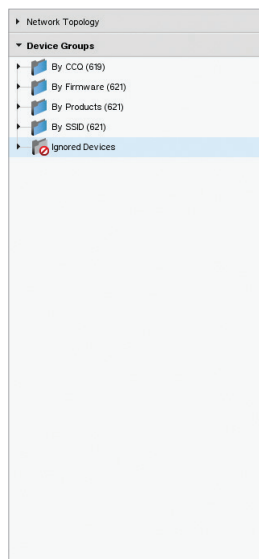 Network Topology
Device Groups
By CCQ (619)
By Firmware (621)
By Products (621)
By SSID (621)
Ignored Devices